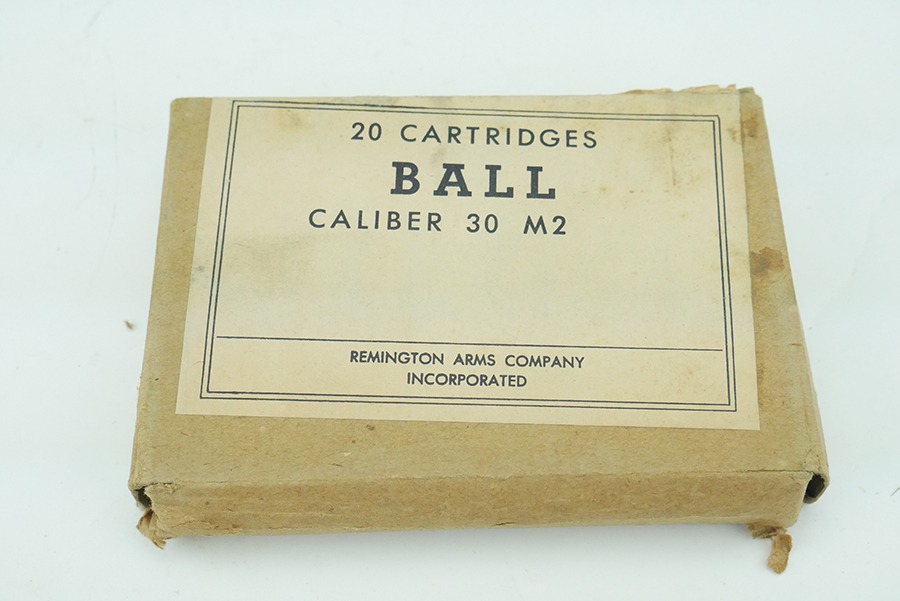 20 CARTRIDGES
BALL
CALIBER 30 M2
REMINGTON ARMS COMPANY
INCORPORATED